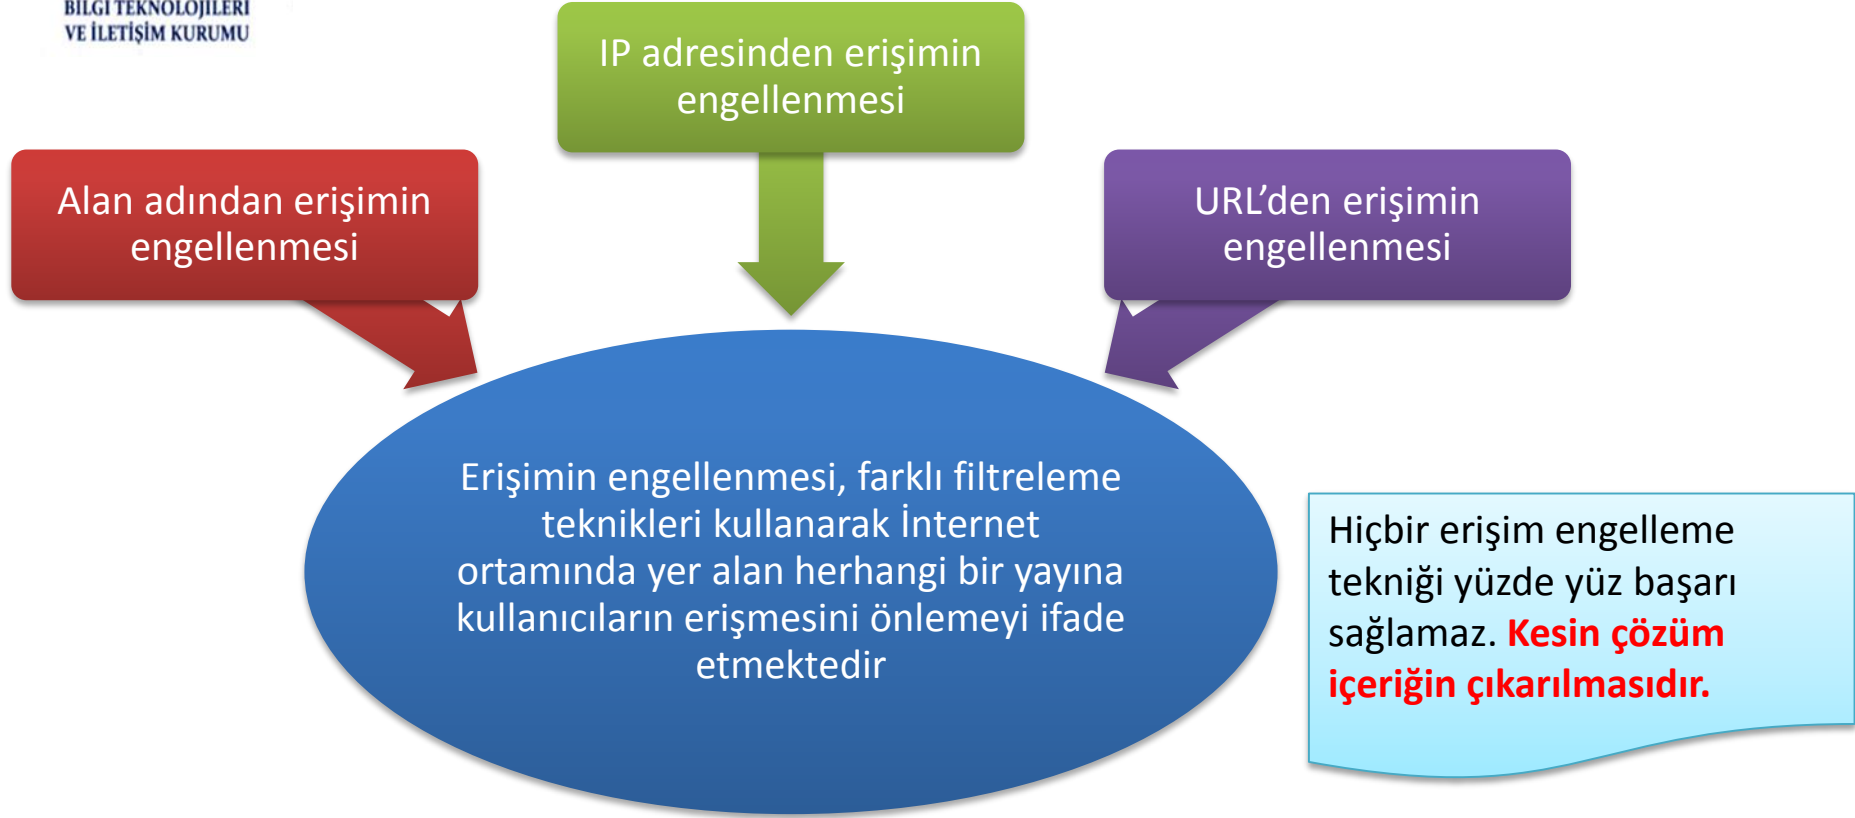 BİLGİ TEKNOLOJİLERİ
VE İLETİŞİM KURUMU
IP adresinden erişimin
engellenmesi
Alan adından erişimin
engellenmesi
URL’den erişimin
engellenmesi
Erişimin engellenmesi, farklı filtreleme
teknikleri kullanarak İnternet
ortamında yer alan herhangi bir yayına
kullanıcıların erişmesini önlemeyi ifade
etmektedir
Hiçbir erişim engelleme
tekniği yüzde yüz başarı
sağlamaz. Kesin çözüm
içeriğin çıkarılmasıdır.